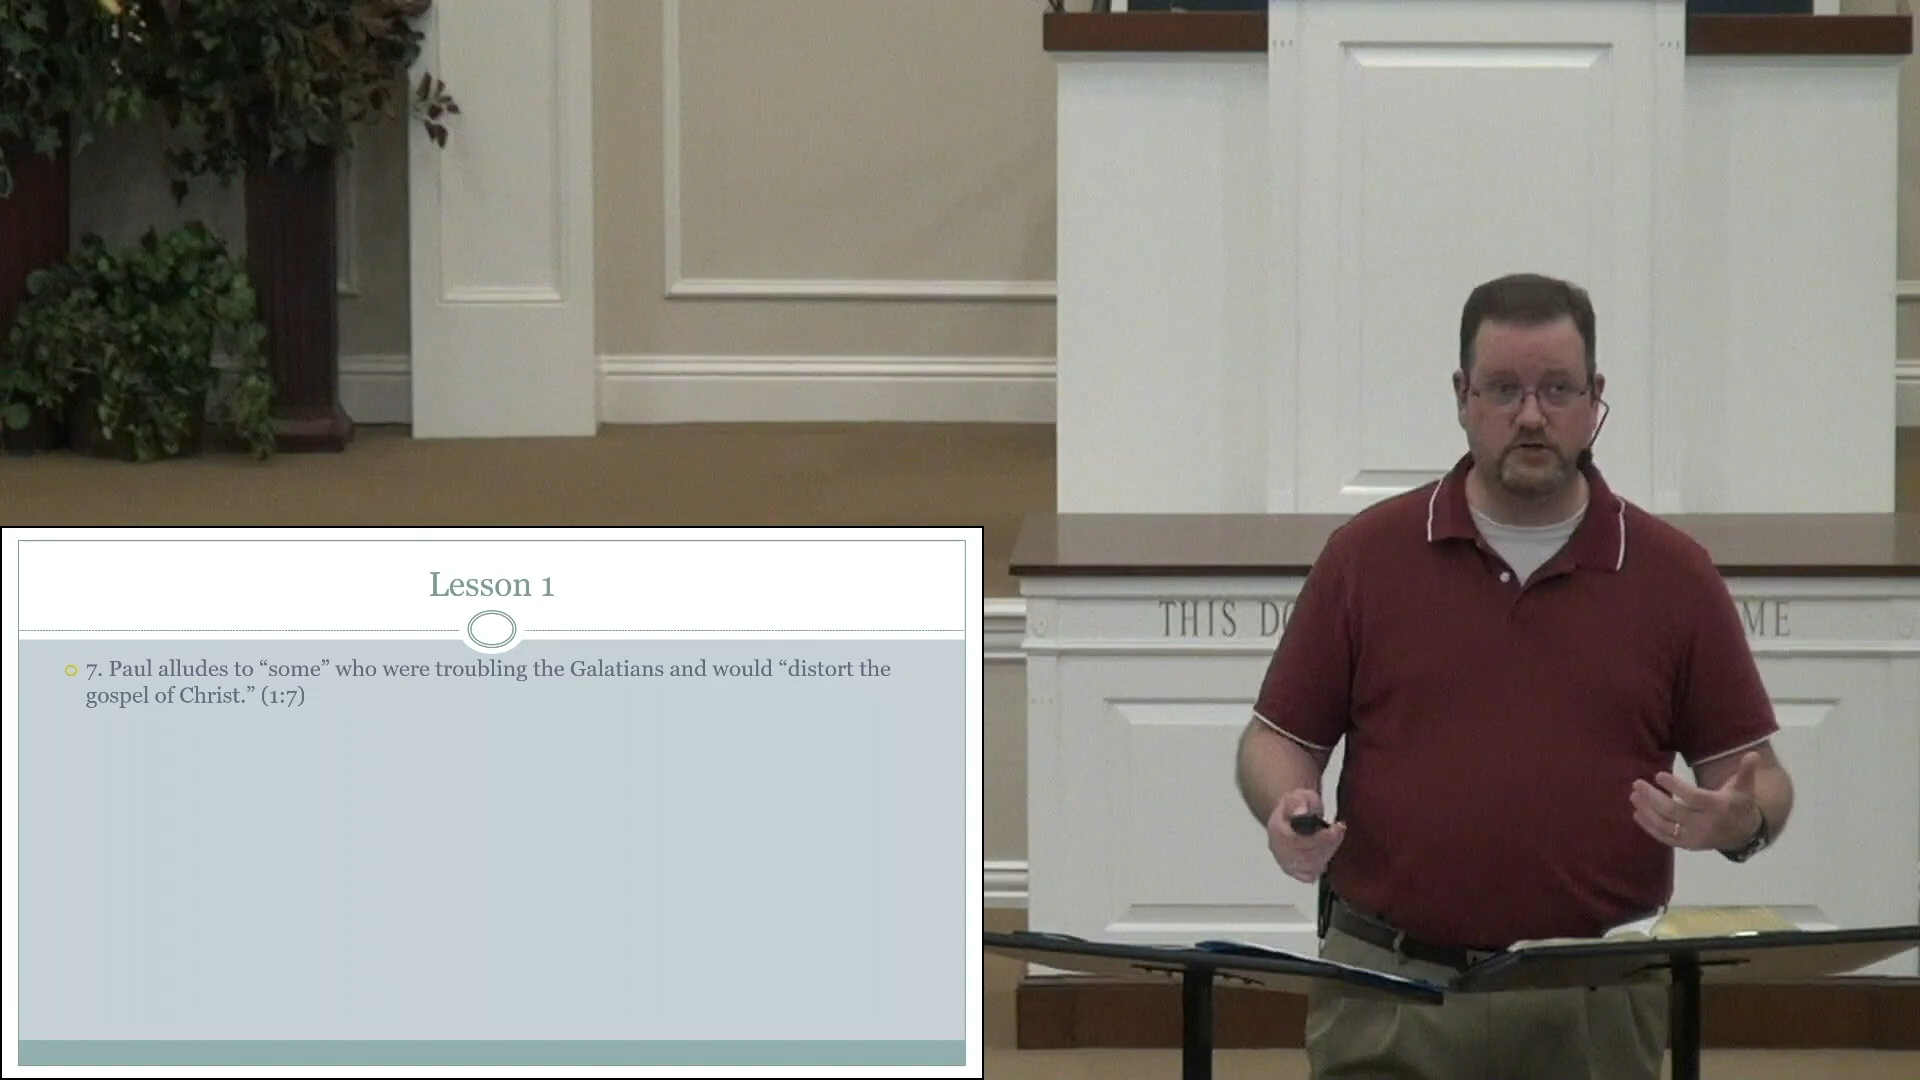 Lesson 1
7. Paul alludes to “some” who were troubling the Galatians and would “distort the
gospel of Christ.” (1:7)
THIS DO
ME